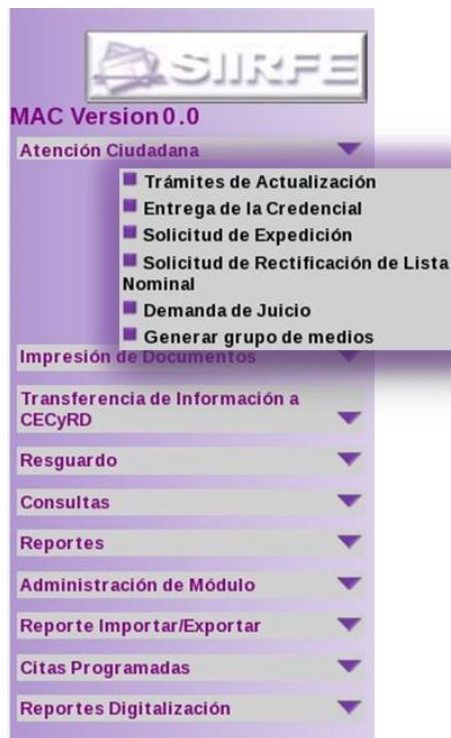 SIIRFE
MAC Version 0.0
Atención Ciudadana
Trámites de Actualización
Entrega de la Credencial
Solicitud de Expedición
Solicitud de Rectificación de Lista
Nominal
Demanda de Juicio
Generar grupo de medios
Impresión de Documentos
Transferencia de Información a
CECyRD
Resguardo
Consultas
Reportes
Administración de Módulo
Reporte Importar/Exportar
Citas Programadas
Reportes Digitalización